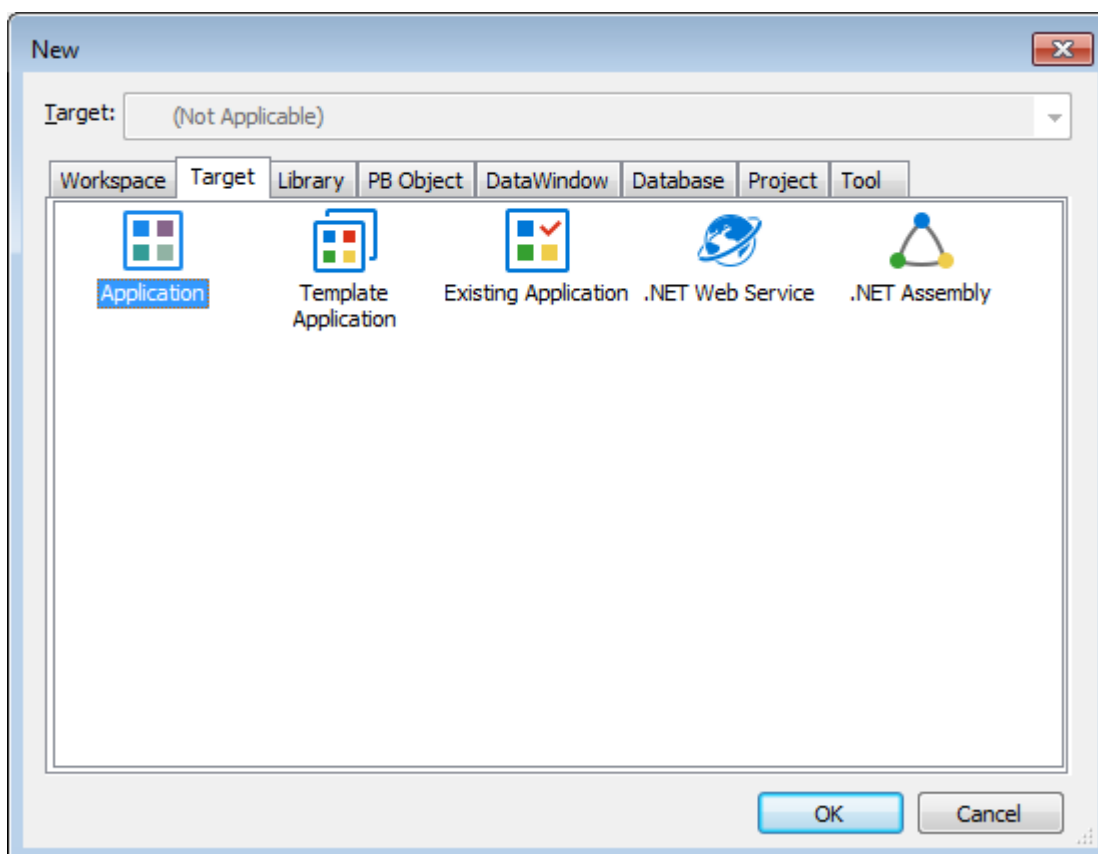 New
Target: (Not Applicable)
Workspace Target Library PB Object DataWindow Database Project Tool
Application Template Application Existing Application .NET Web Service .NET Assembly
OK Cancel